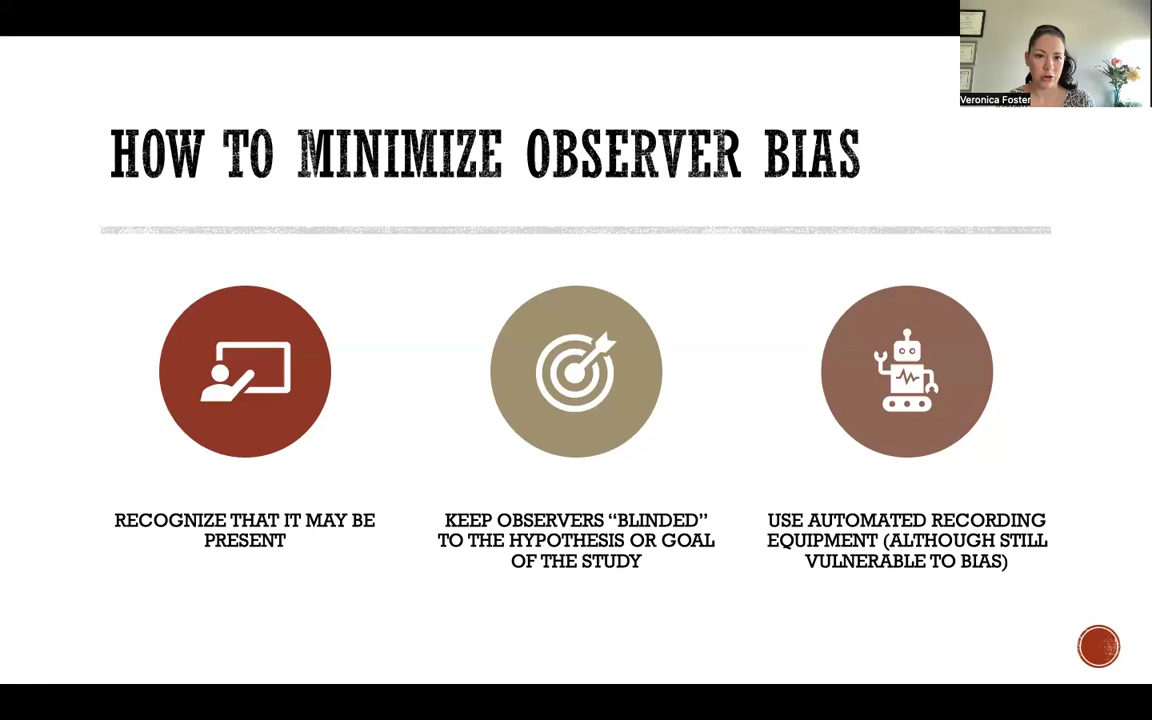 Veronica Foster
HOW TO MINIMIZE OBSERVER BIAS
RECOGNIZE THAT IT MAY BE
PRESENT
KEEP OBSERVERS “BLINDED”
TO THE HYPOTHESIS OR GOAL
OF THE STUDY
USE AUTOMATED RECORDING
EQUIPMENT (ALTHOUGH STILL
VULNERABLE TO BIAS)